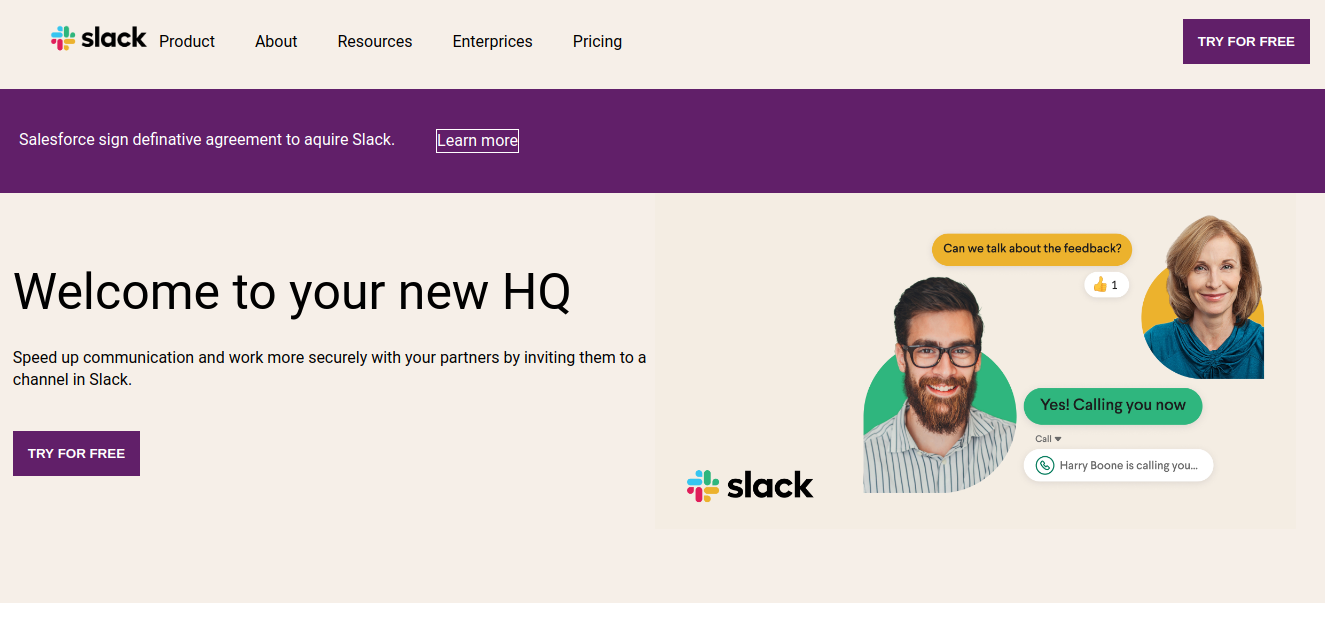 slack Product About Resources Enterprices Pricing TRY FOR FREE
Salesforce sign definative agreement to aquire Slack. Learn more
Welcome to your new HQ
Speed up communication and work more securely with your partners by inviting them to a
channel in Slack.
TRY FOR FREE
Can we talk about the feedback?
👍 1
Yes! Calling you now
Call
Harry Boone is calling you...
slack